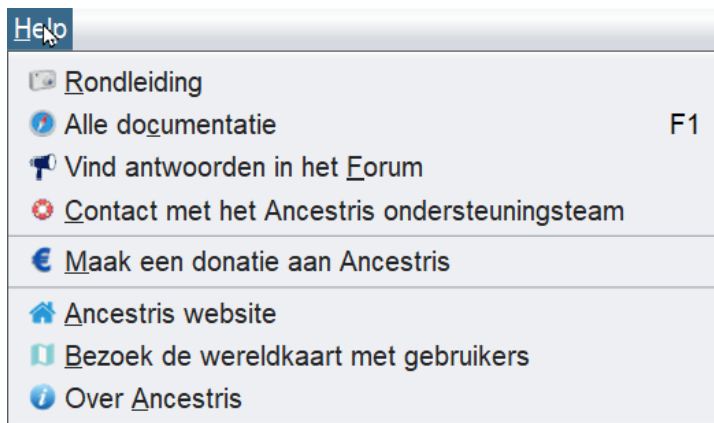 Help
Rondleiding
Alle documentatie F1
Vind antwoorden in het Forum
Contact met het Ancestris ondersteuningsteam
Maak een donatie aan Ancestris
Ancestris website
Bezoek de wereldkaart met gebruikers
Over Ancestris